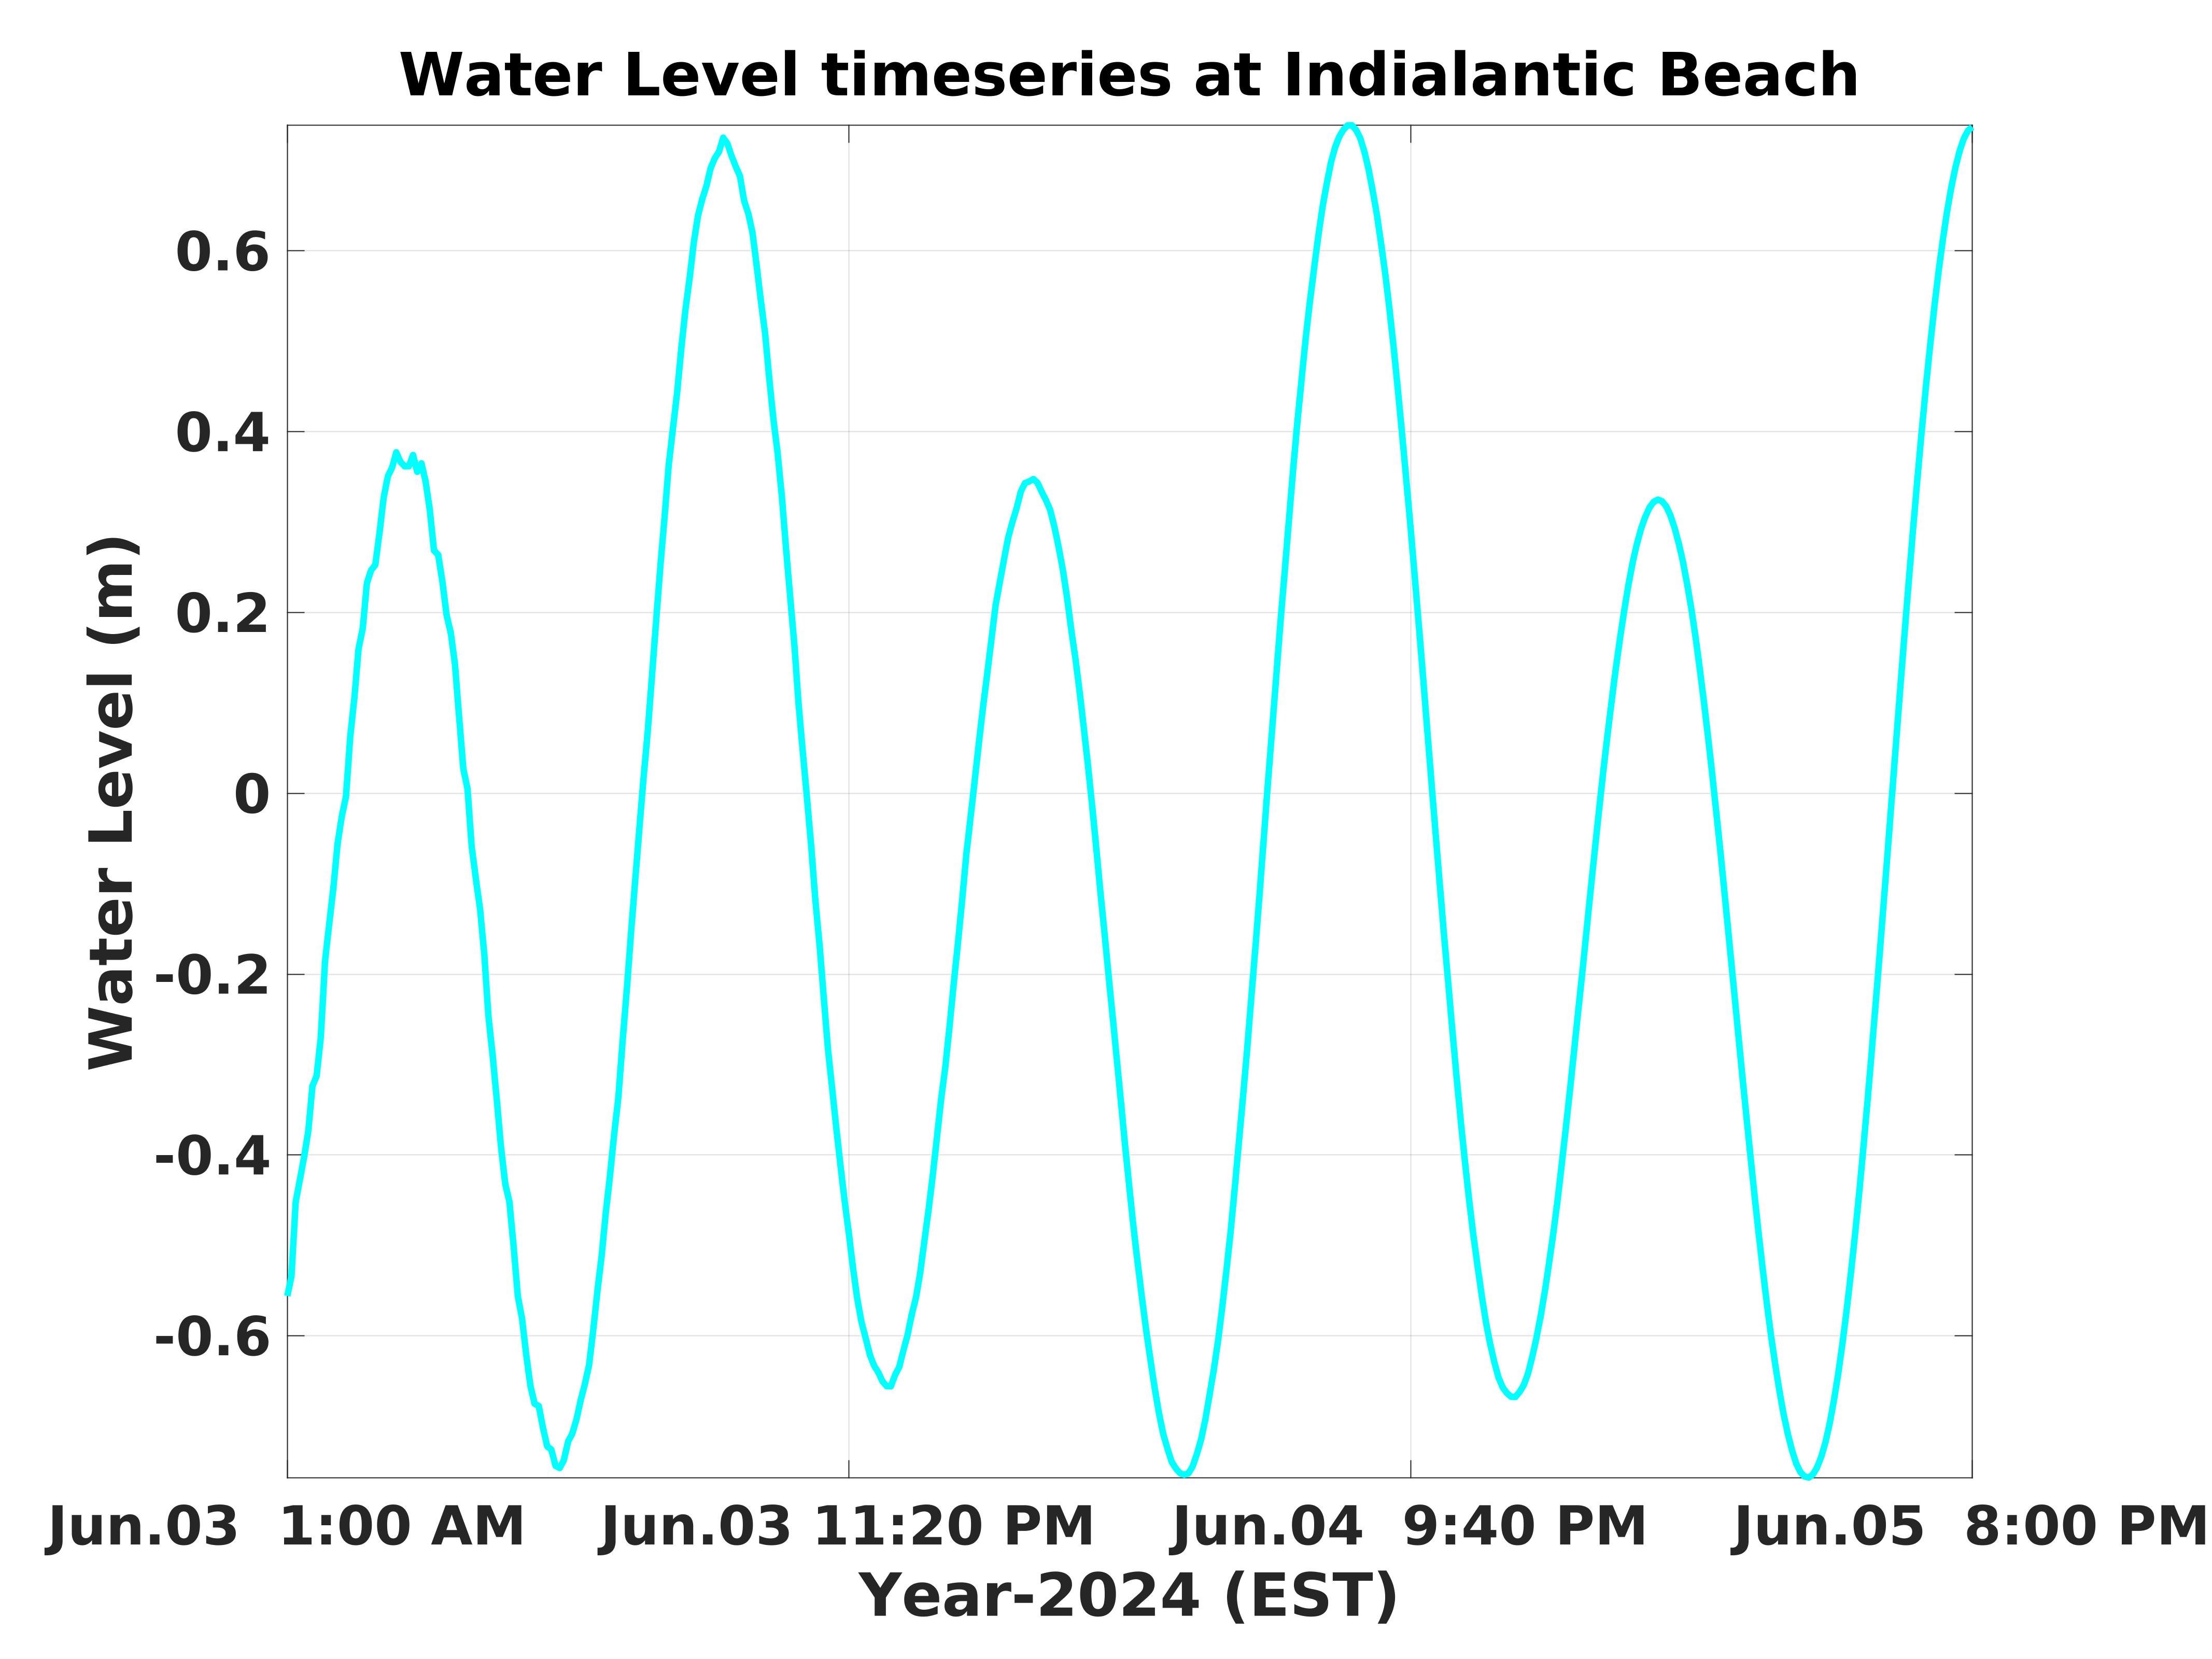 Water Level timeseries at Indialantic Beach
0.6
0.4
0.2
0
-0.2
-0.4
-0.6
Water Level (m)
Jun.03 1:00 AM Jun.03 11:20 PM Jun.04 9:40 PM Jun.05 8:00 PM
Year-2024 (EST)